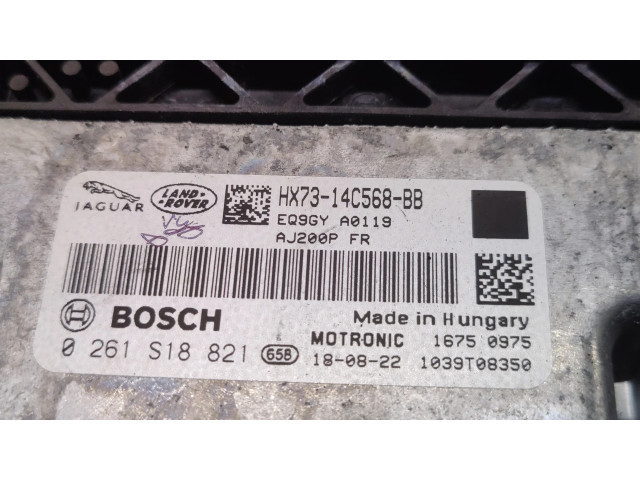 JAGUAR
LAND-
ROVER
HX73-14C568-BB
EQ9GY A0119
AJ200P FR
BOSCH
Made in Hungary
0 261 S18 821 658
MOTRONIC 1675 0975
18-08-22 1039T08350